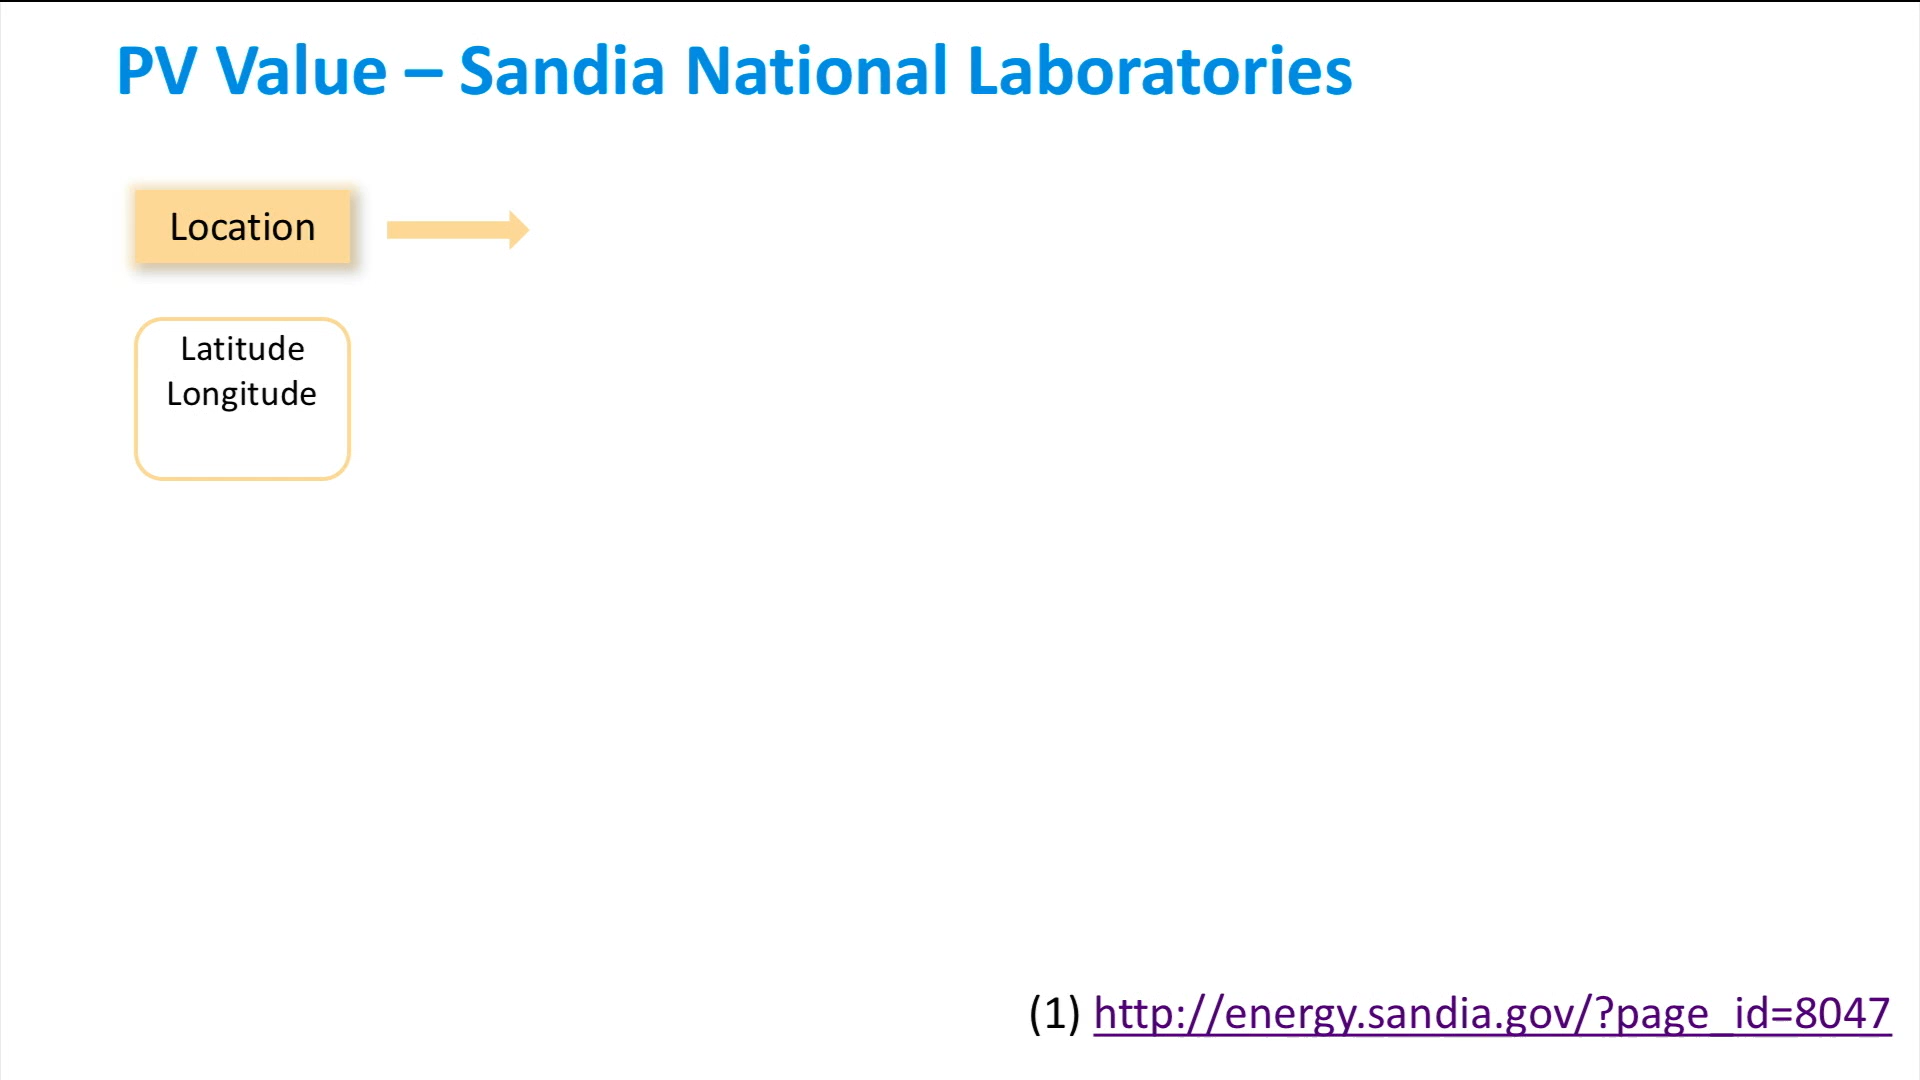 PV Value – Sandia National Laboratories
Location
Latitude
Longitude
(1) http://energy.sandia.gov/?page_id=8047